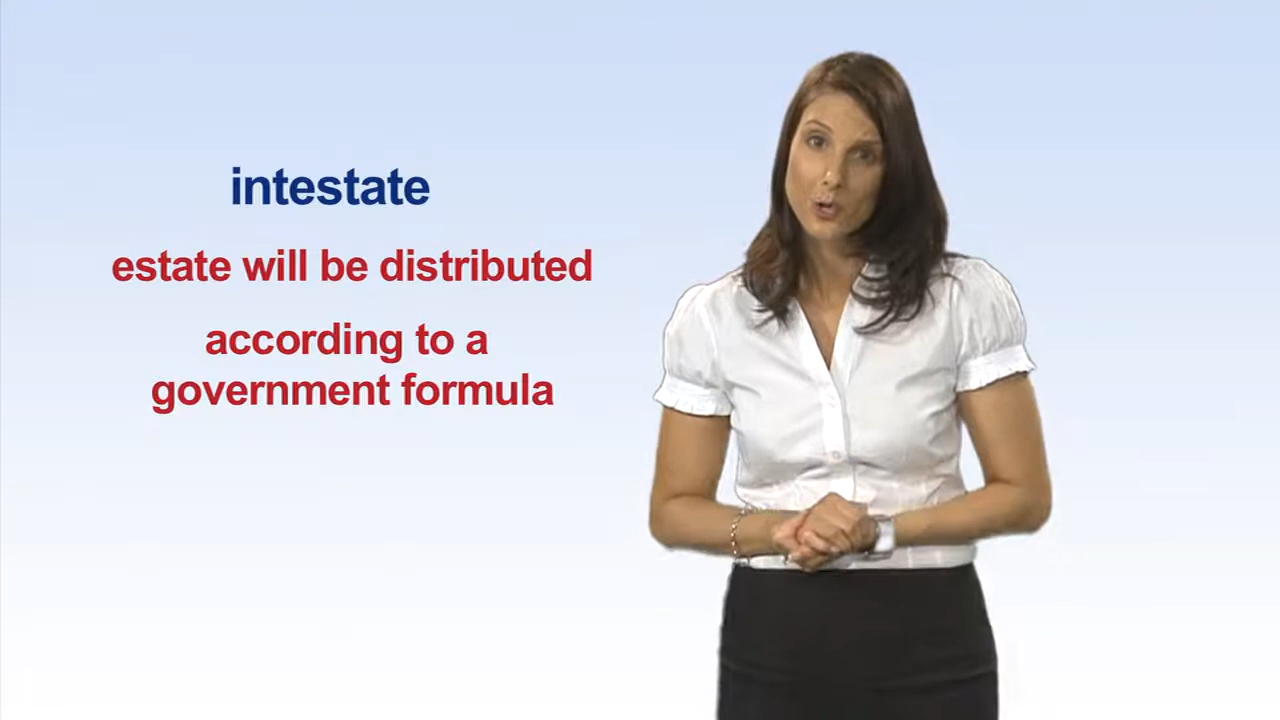 intestate
estate will be distributed
according to a
government formula